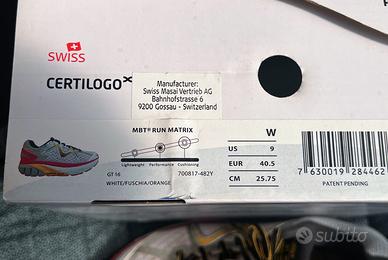 SWISS
CERTILOGO
Manufacturer:
Swiss Masai Vertrieb AG
Bahnhofstrasse 6
9200 Gossau - Switzerland
MBT® RUN MATRIX
Lightweight Performance Cushioning
GT 16 700817-482Y
WHITE/FUSCHIA/ORANGE
W
US 9
EUR 40.5
CM 25.75
7 630019 284462
PATENT PENDING
subito